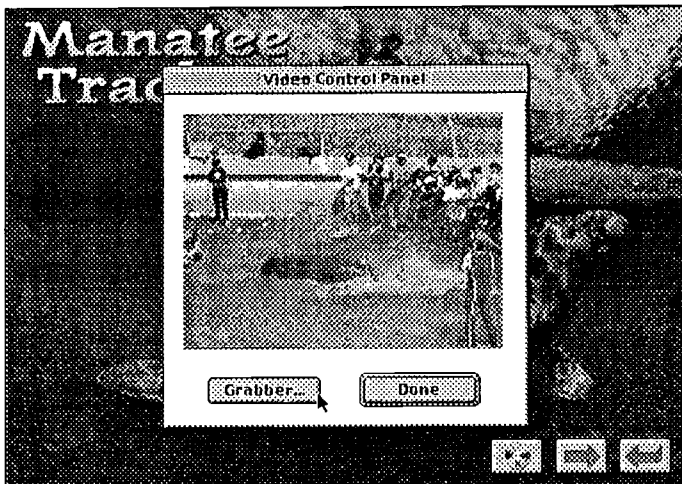 Manatee
Trac
Video Control Panel
Grabber...
Done